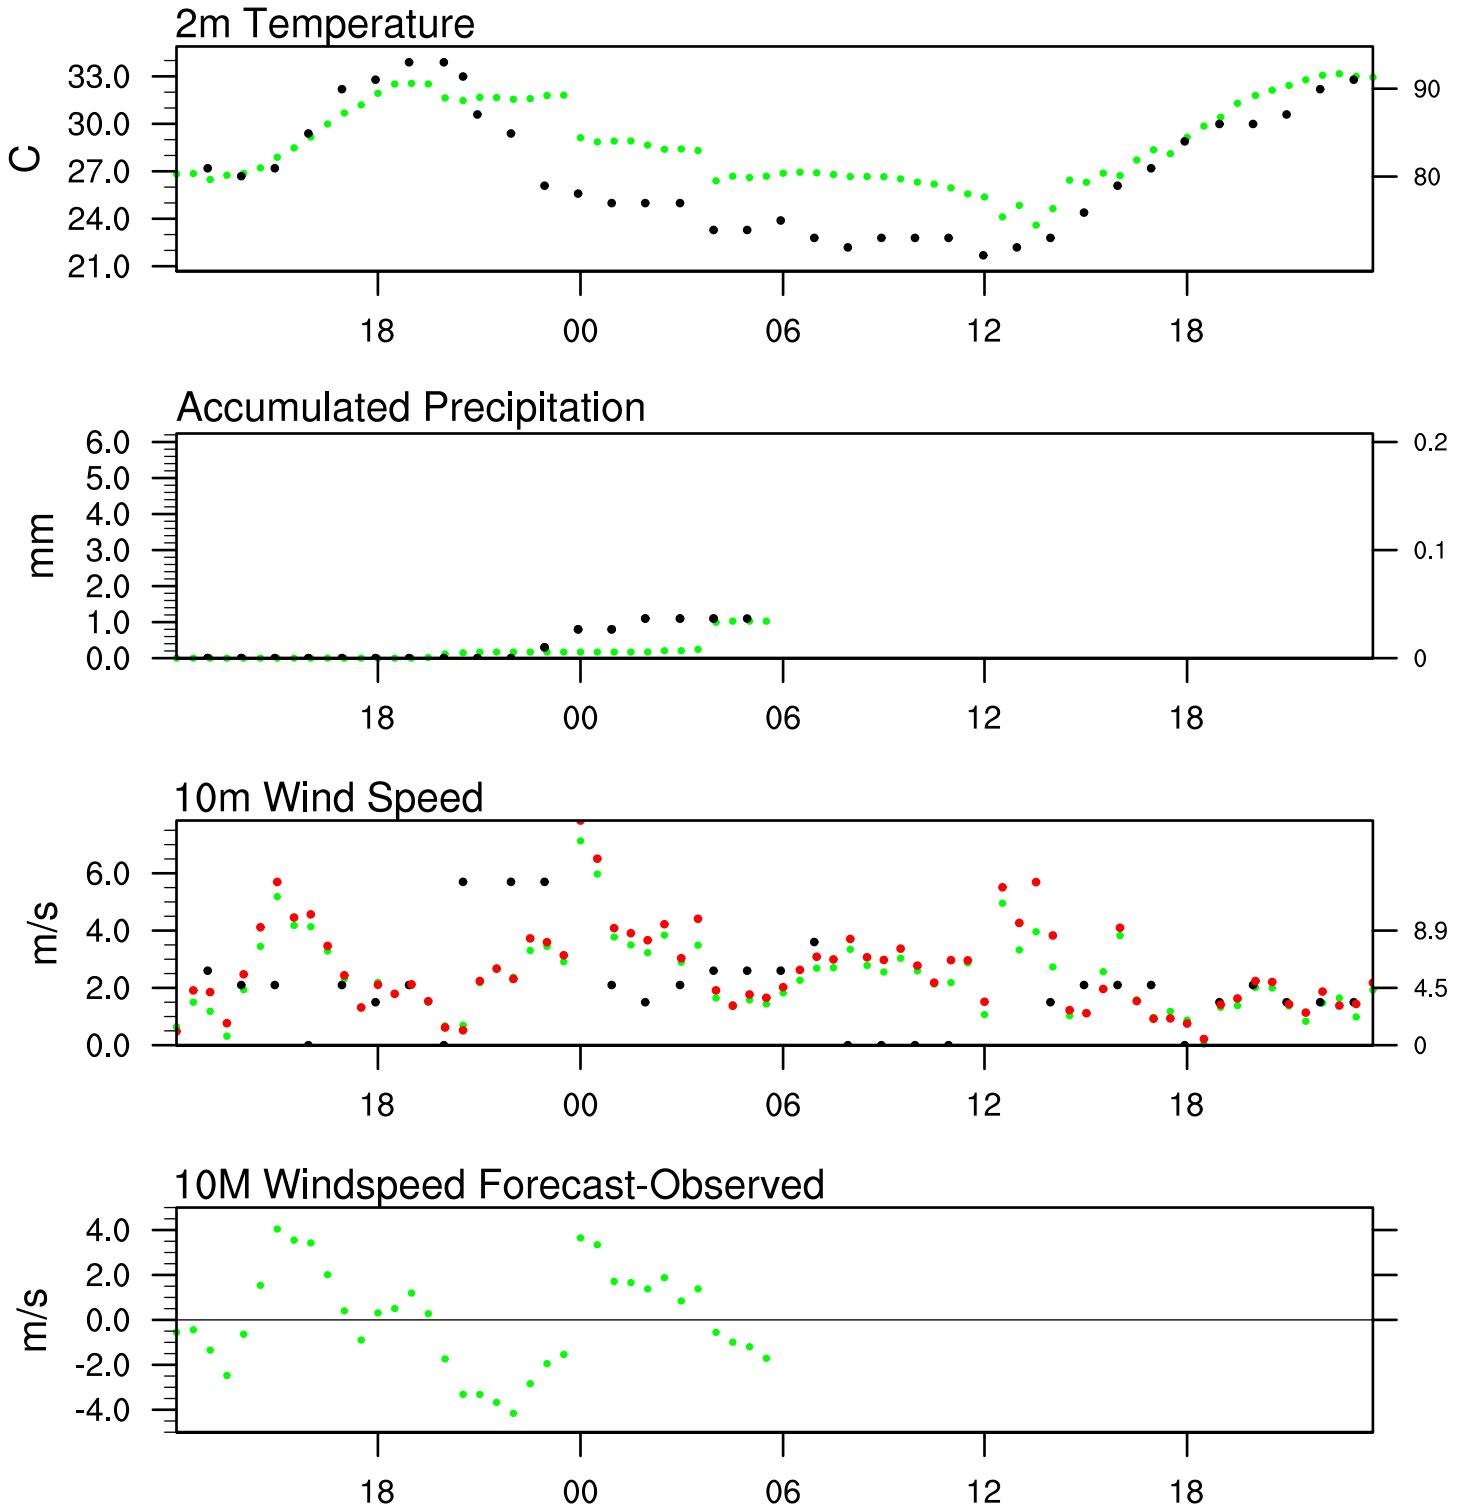 2m Temperature
33.0
30.0
27.0
24.0
21.0
C
90
80
18 00 06 12 18
Accumulated Precipitation
6.0
5.0
4.0
3.0
2.0
1.0
0.0
mm
0.2
0.1
0
18 00 06 12 18
10m Wind Speed
6.0
4.0
2.0
0.0
m/s
8.9
4.5
0
18 00 06 12 18
10M Windspeed Forecast-Observed
4.0
2.0
0.0
-2.0
-4.0
m/s
18 00 06 12 18